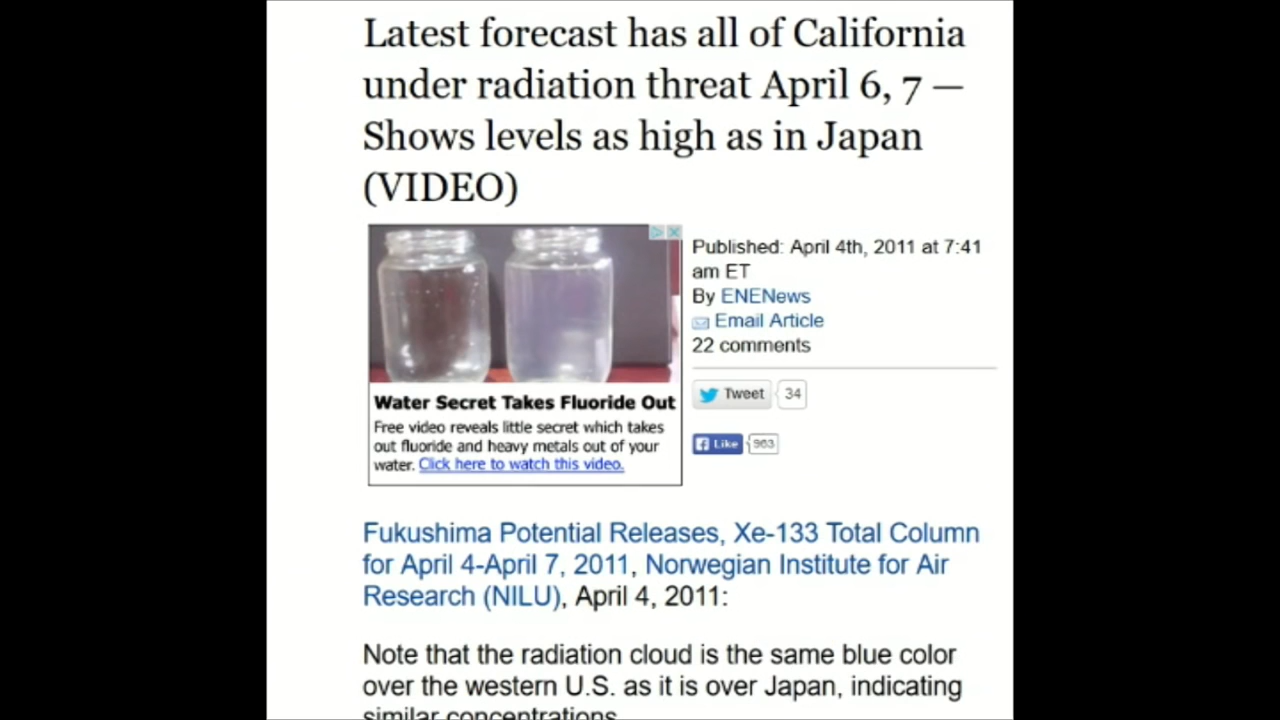 Latest forecast has all of California
under radiation threat April 6, 7 —
Shows levels as high as in Japan
(VIDEO)
Published: April 4th, 2011 at 7:41
am ET
By ENENews
Email Article
22 comments
Tweet 34
Like 963
Water Secret Takes Fluoride Out
Free video reveals little secret which takes
out fluoride and heavy metals out of your
water. Click here to watch this video.
Fukushima Potential Releases, Xe-133 Total Column
for April 4-April 7, 2011, Norwegian Institute for Air
Research (NILU), April 4, 2011:
Note that the radiation cloud is the same blue color
over the western U.S. as it is over Japan, indicating
similar concentrations